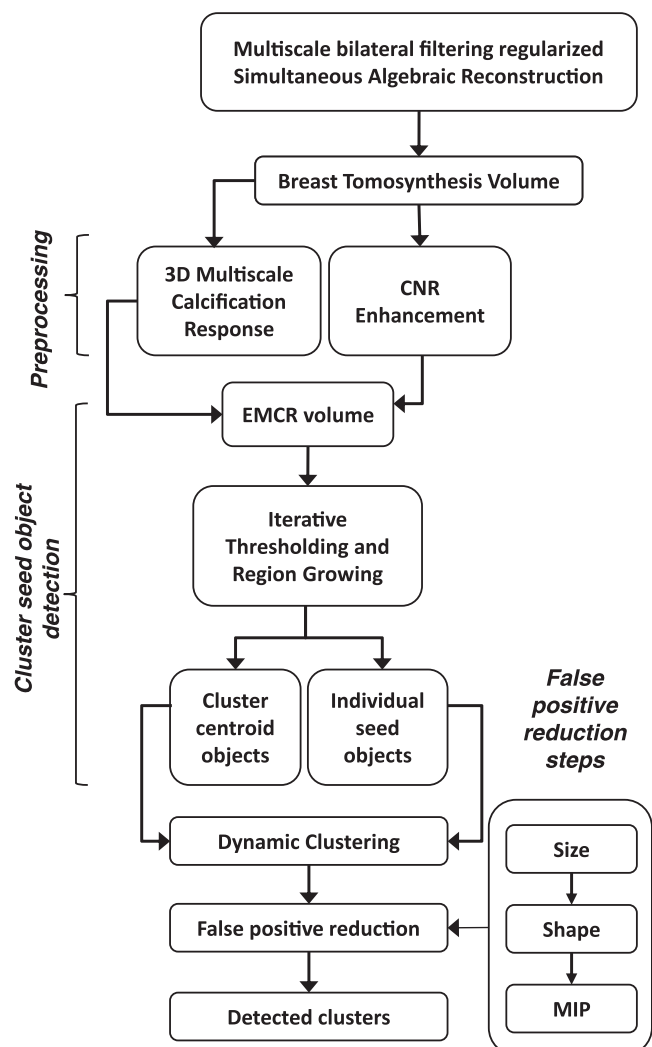 Multiscale bilateral filtering regularized
Simultaneous Algebraic Reconstruction
Breast Tomosynthesis Volume
Preprocessing
3D Multiscale
Calcification
Response
CNR
Enhancement
EMCR volume
Cluster seed object
detection
Iterative
Thresholding and
Region Growing
Cluster
centroid
objects
Individual
seed
objects
False
positive
reduction
steps
Dynamic Clustering
False positive reduction
Detected clusters
Size
Shape
MIP